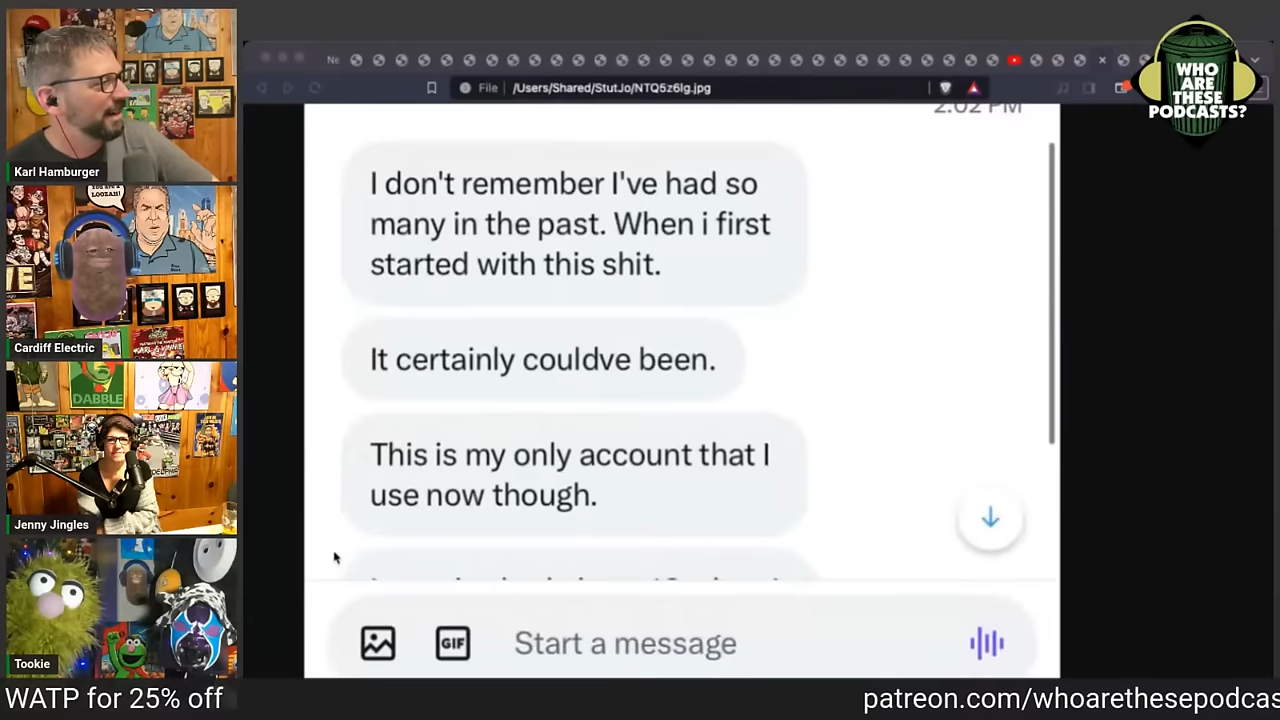 WHO
ARE
THESE
PODCASTS?
File
/Users/Shared/StutJo/NTQ5z6lg.jpg
2:02 PM
I don't remember I've had so
many in the past. When i first
started with this shit.
It certainly couldve been.
This is my only account that I
use now though.
GIF
Start a message
Karl Hamburger
LOOZAH!
Cardiff Electric
DABBLE
Jenny Jingles
Tookie
WATP for 25% off
patreon.com/whoarethesepodcas